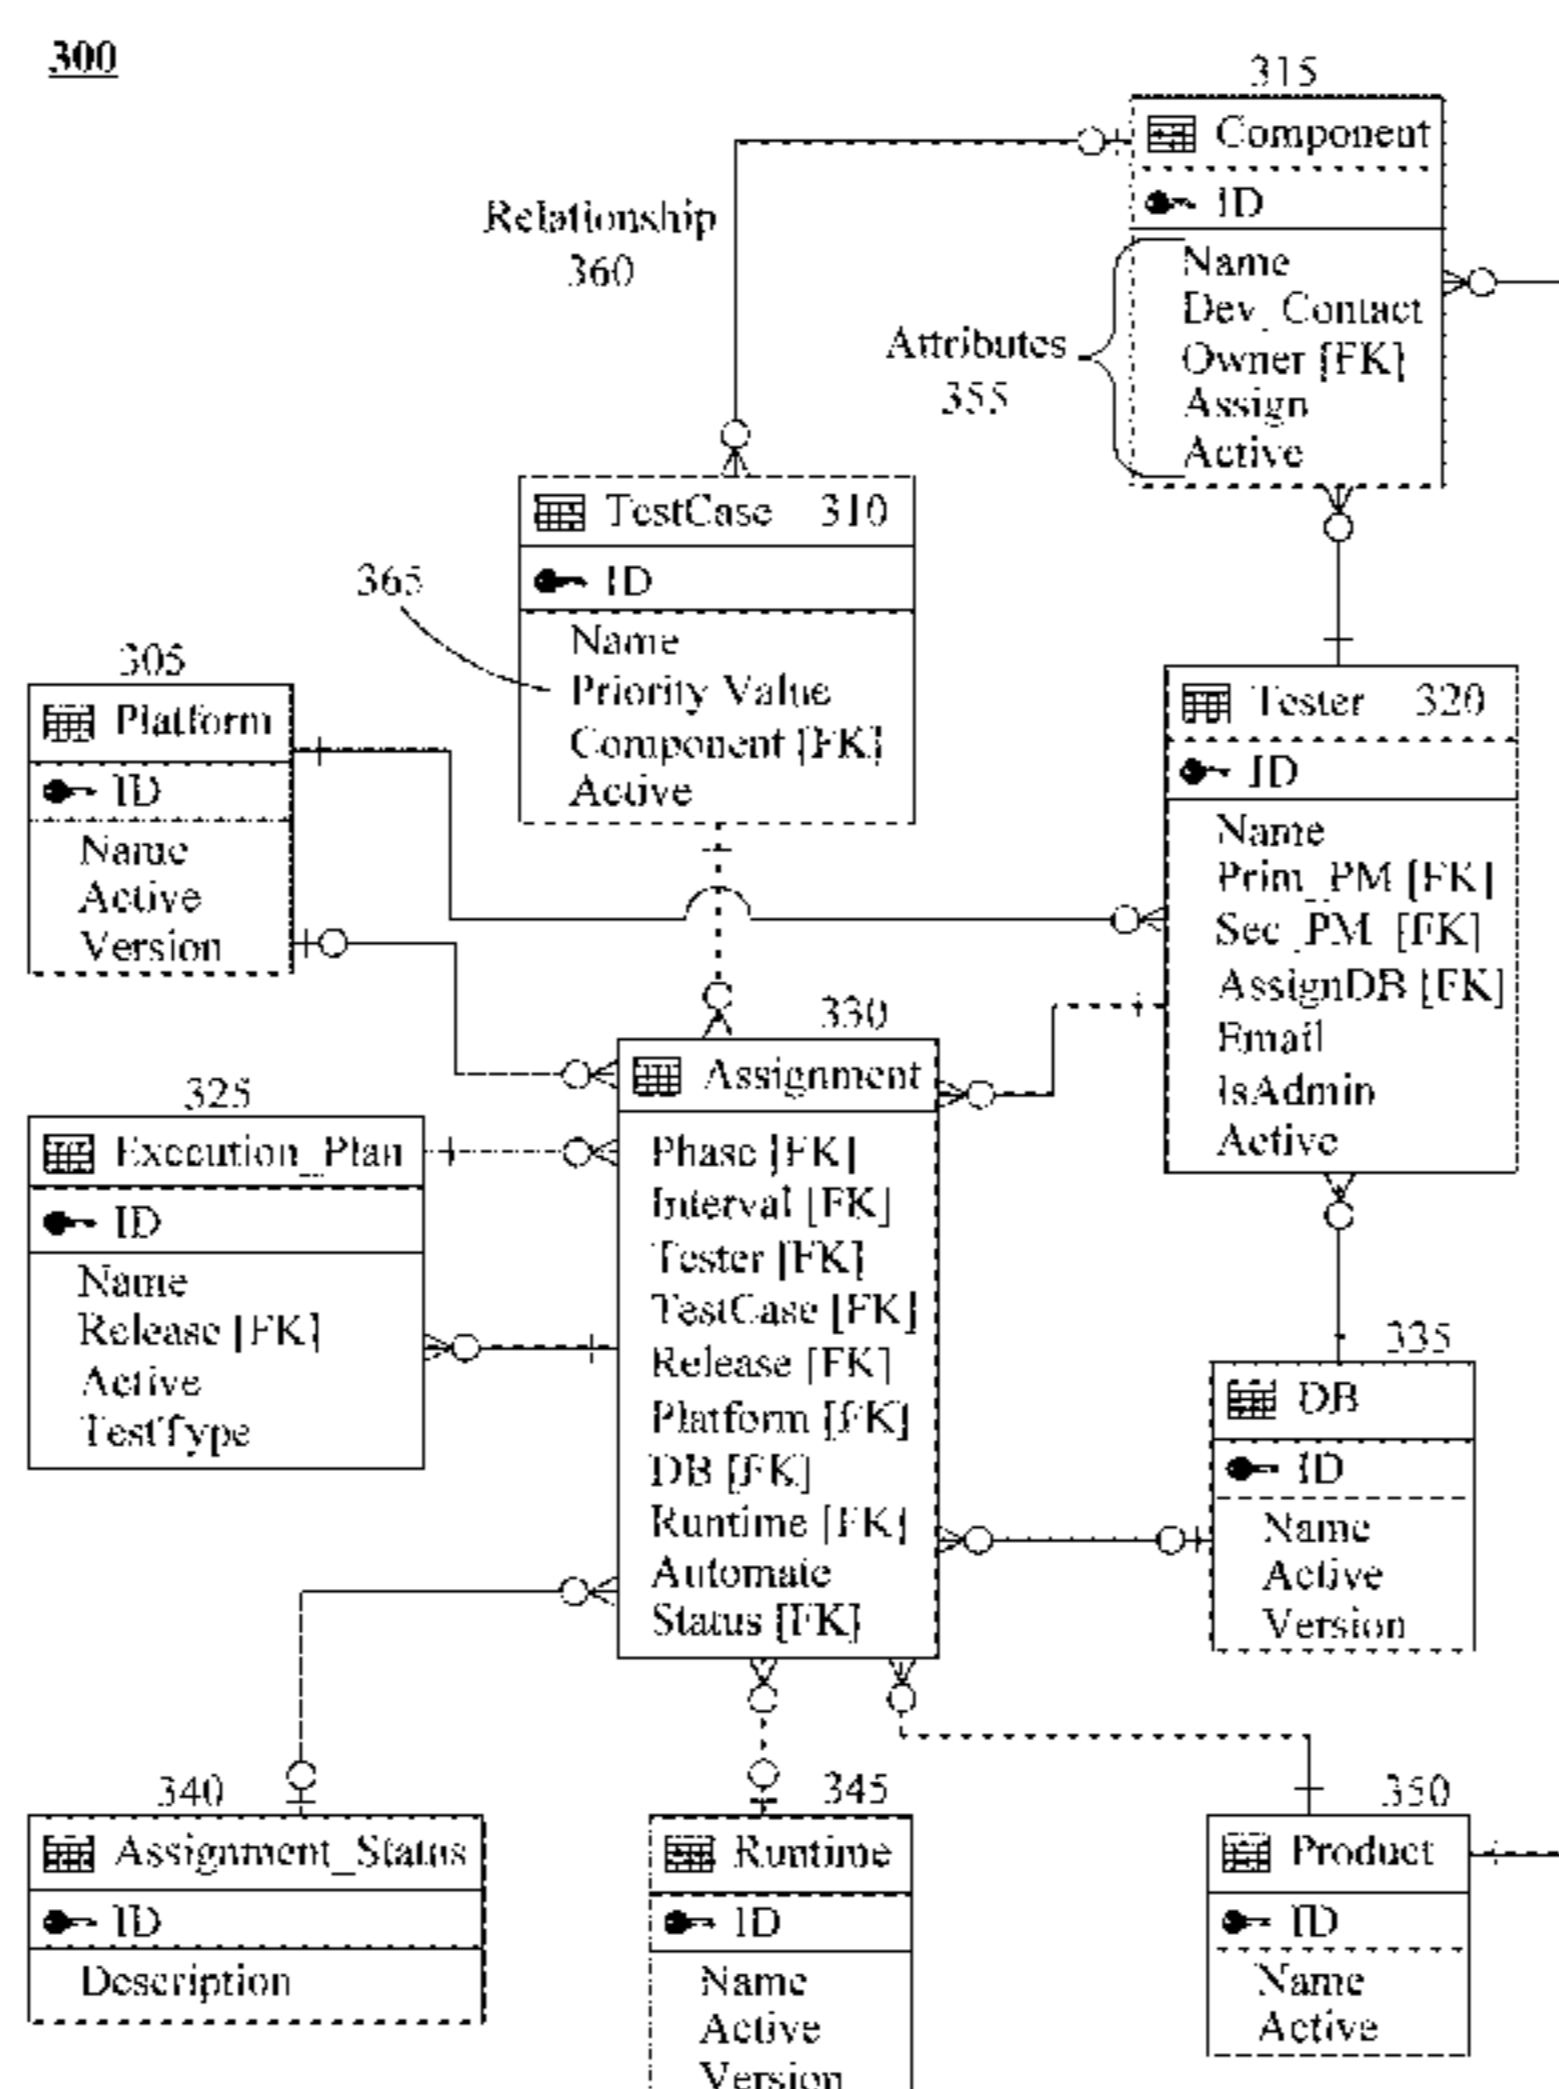 300
315
Component
ID
Name
Dev_Contact
Owner [FK]
Assign
Active
Relationship
360
Attributes
355
TestCase 310
ID
Name
Priority Value
Component [FK]
Active
365
305
Platform
ID
Name
Active
Version
Tester 320
ID
Name
Prim_PM [FK]
Sec_PM [FK]
AssignDB [FK]
Email
IsAdmin
Active
330
Assignment
Phase [FK]
Interval [FK]
Tester [FK]
TestCase [FK]
Release [FK]
Platform [FK]
DB [FK]
Runtime [FK]
Automate
Status [FK]
325
Execution_Plan
ID
Name
Release [FK]
Active
TestType
335
DB
ID
Name
Active
Version
340
Assignment_Status
ID
Description
345
Runtime
ID
Name
Active
Version
350
Product
ID
Name
Active